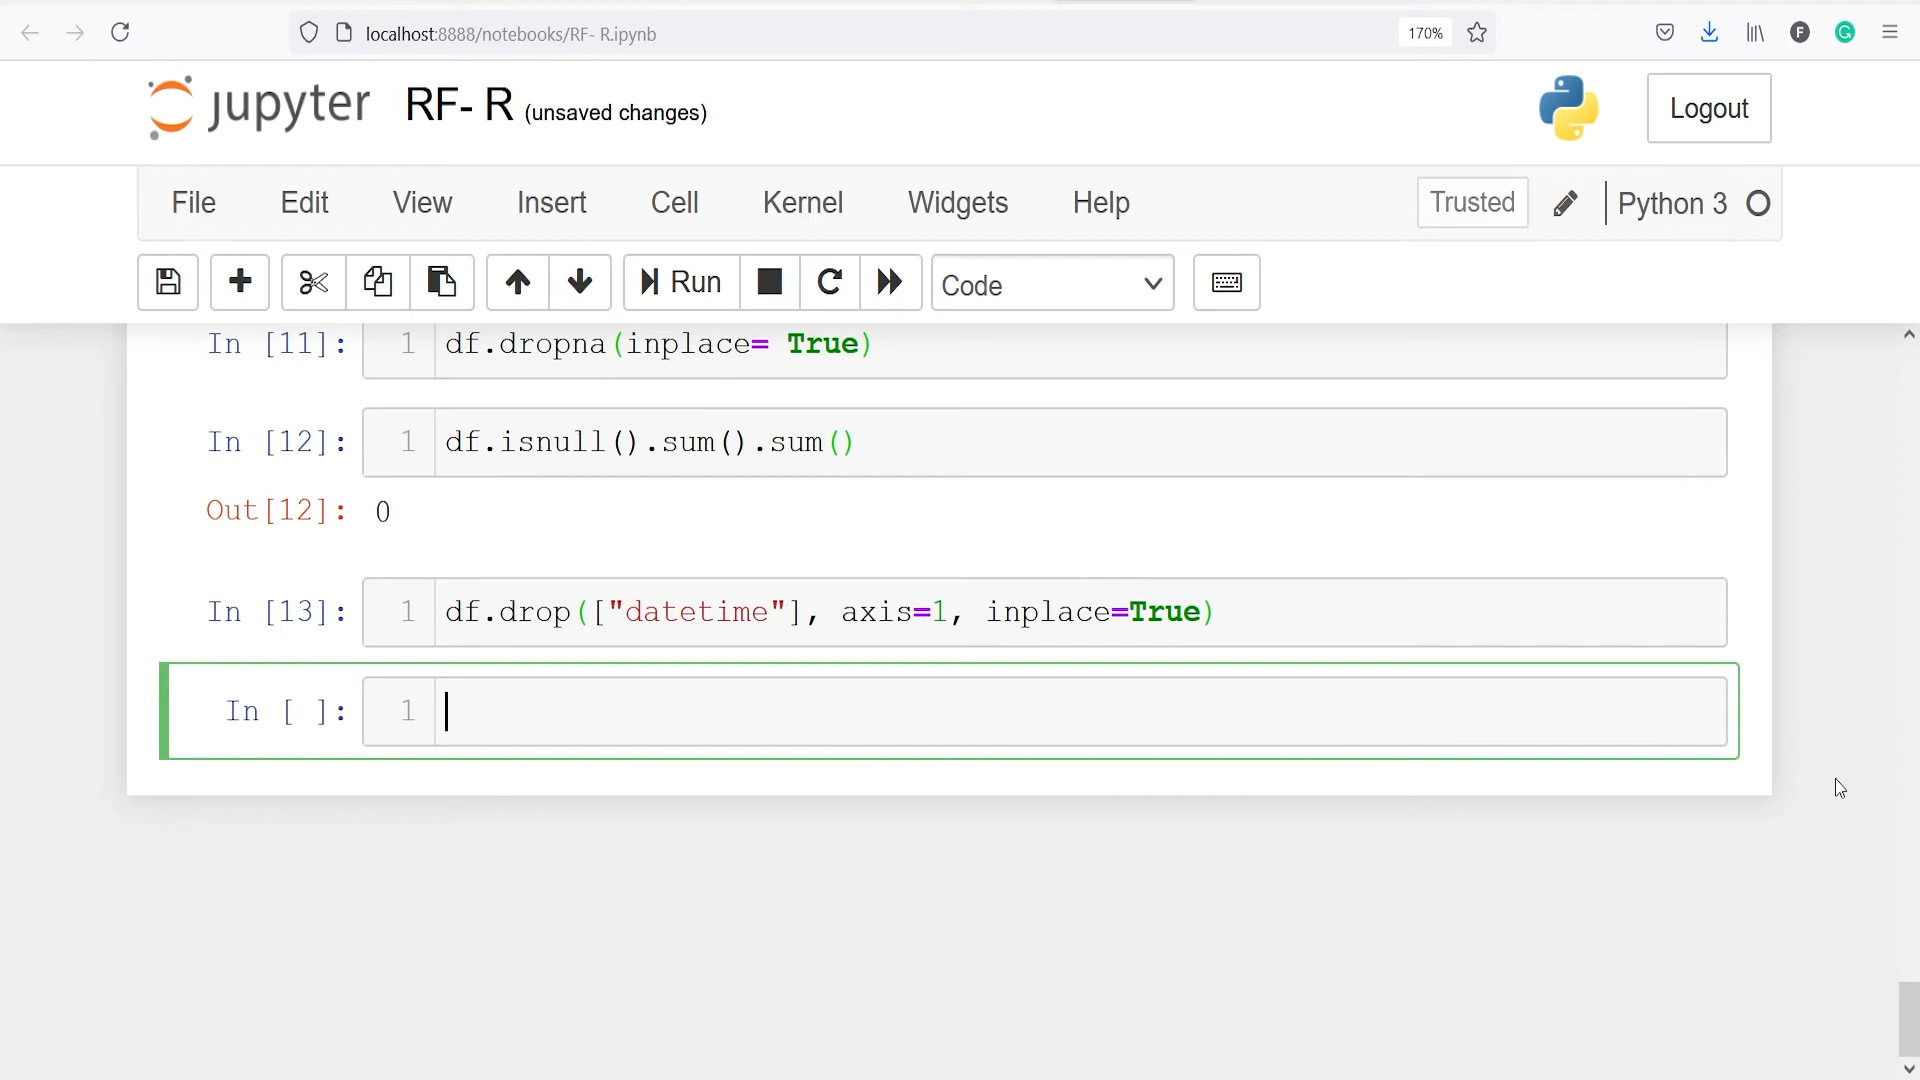 localhost:8888/notebooks/RF- R.ipynb 170% F G
jupyter RF- R (unsaved changes) Logout
File Edit View Insert Cell Kernel Widgets Help Trusted Python 3
Run Code
In [11]: 1 df.dropna(inplace= True)
In [12]: 1 df.isnull().sum().sum()
Out[12]: 0
In [13]: 1 df.drop(["datetime"], axis=1, inplace=True)
In [ ]: 1